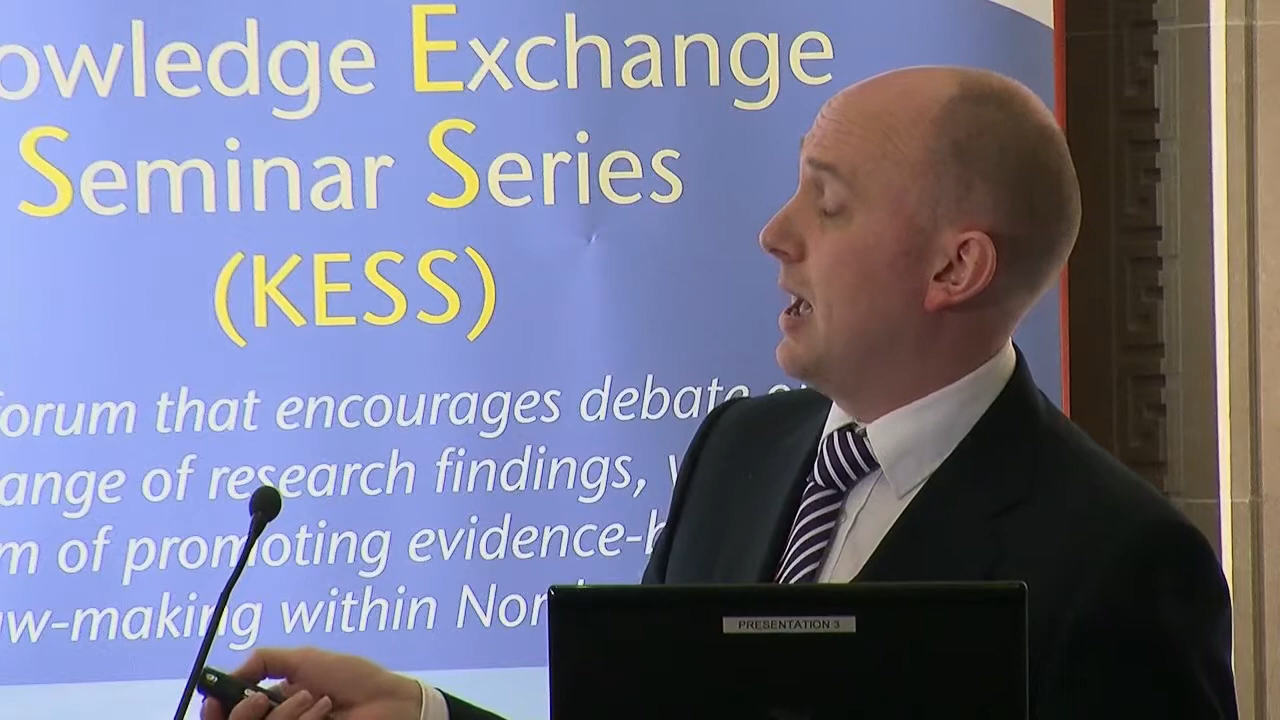 owledge Exchange
Seminar Series
(KESS)
forum that encourages debate
ange of research findings,
m of promoting evidence-b
aw-making within Nor
PRESENTATION 3